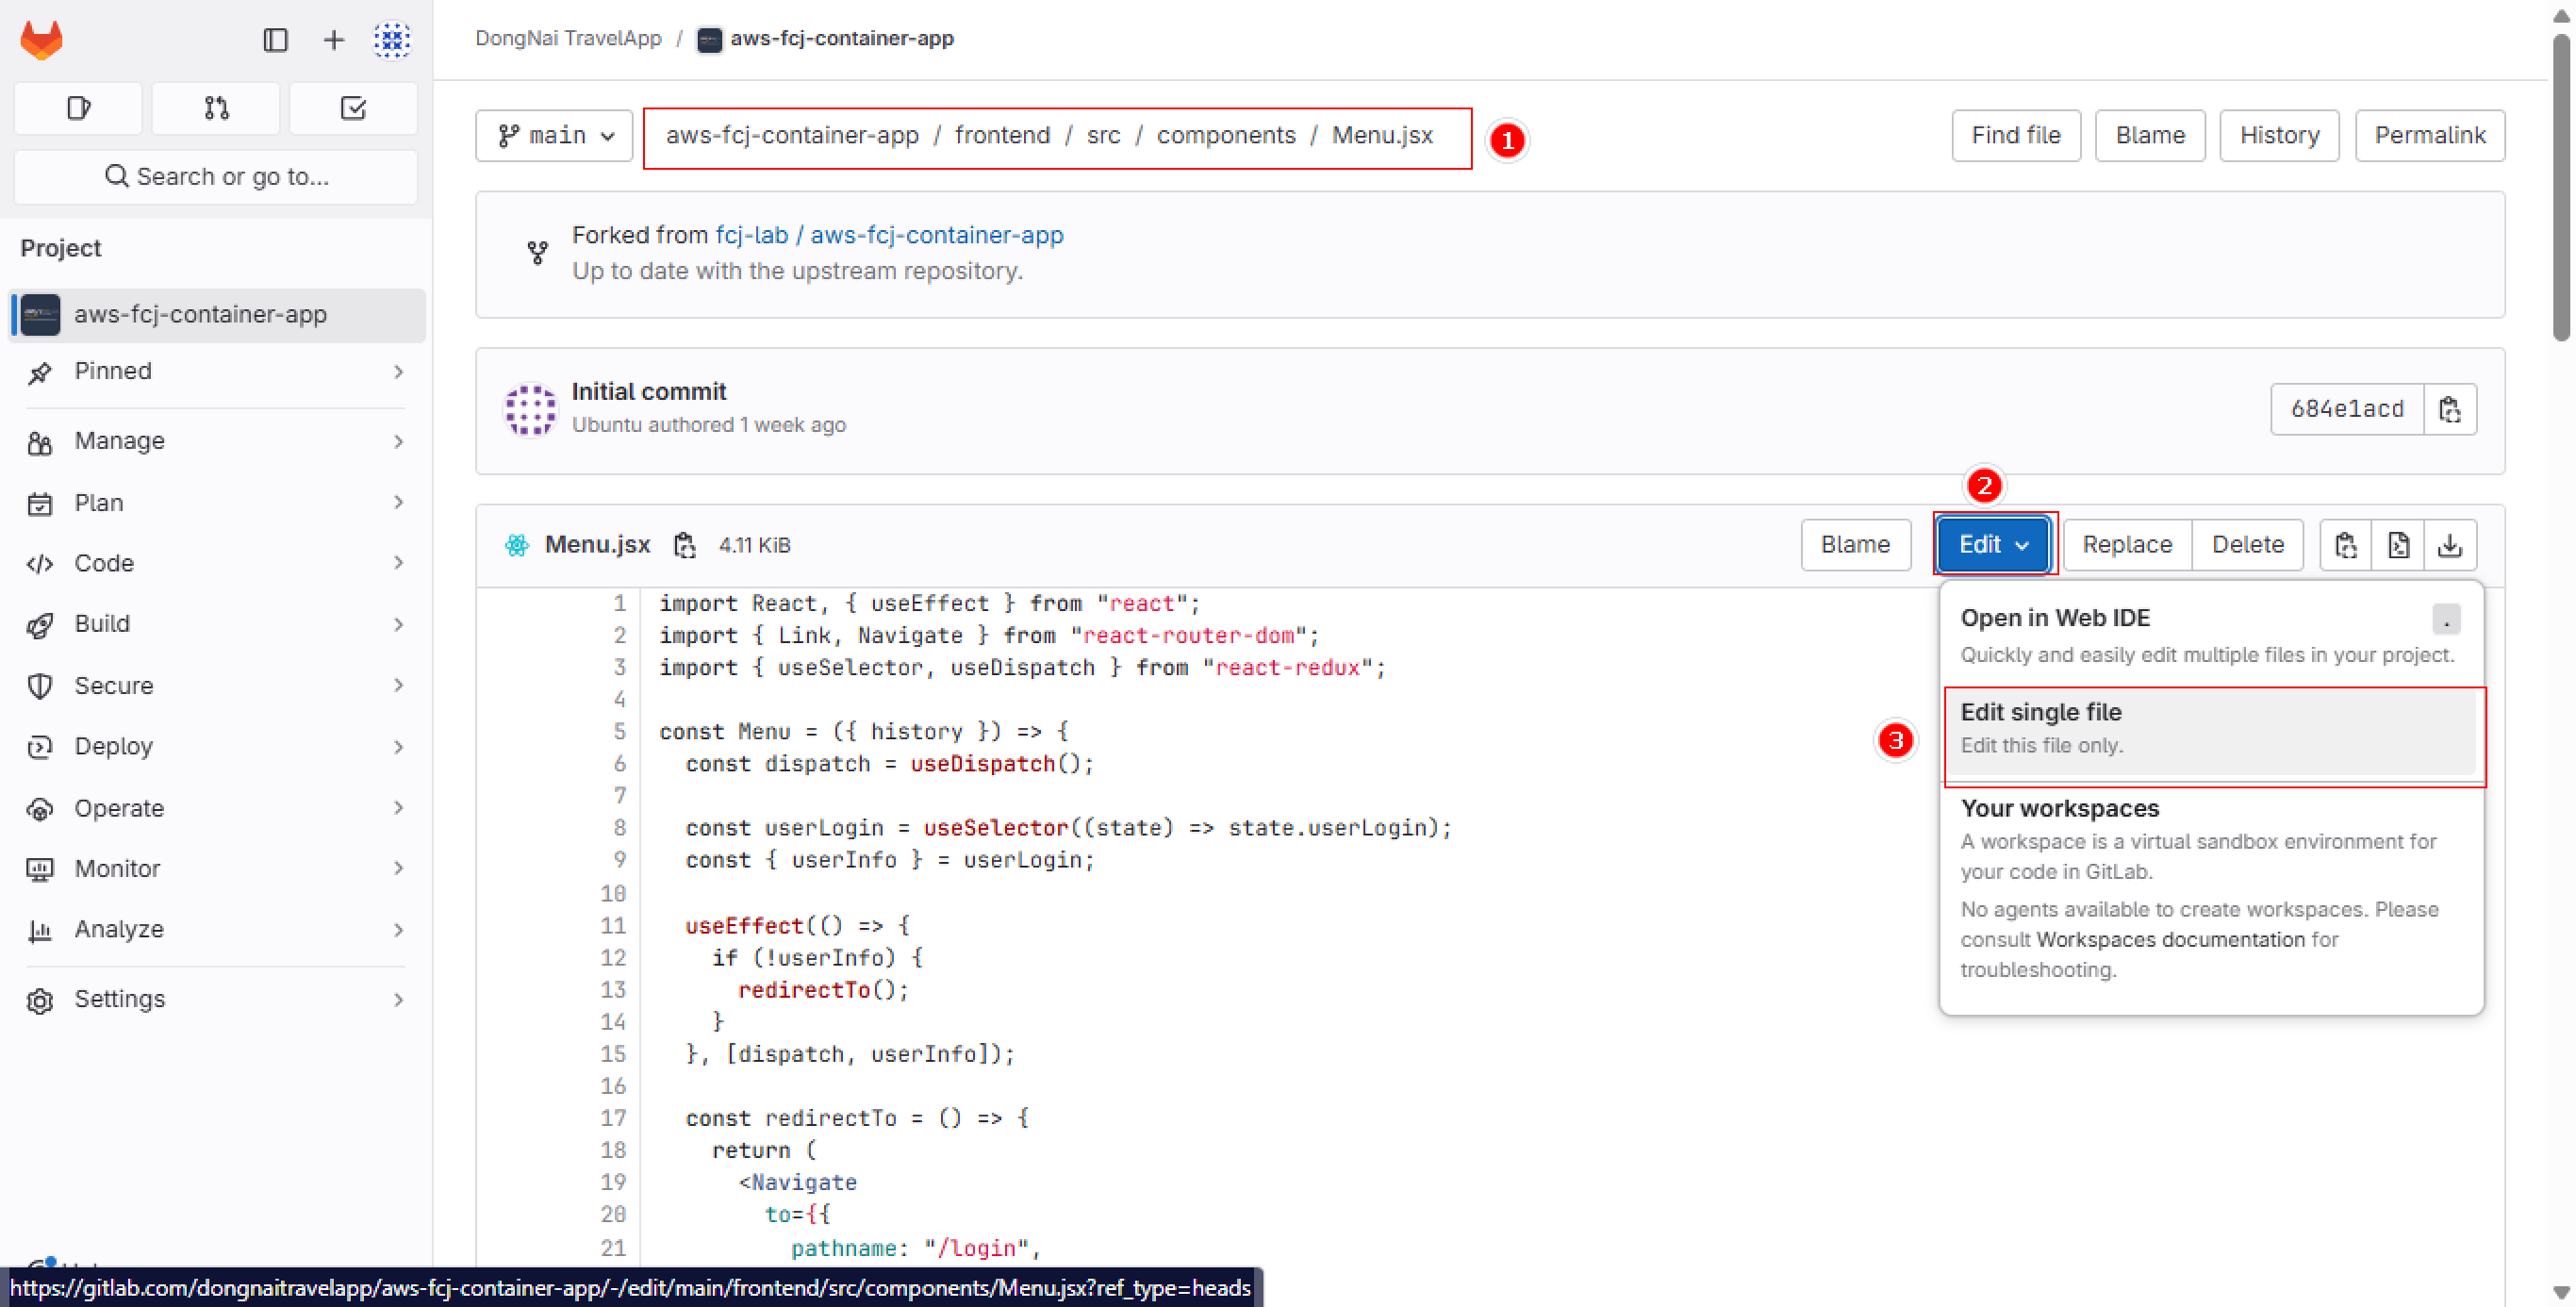 DongNai TravelApp / aws-fcj-container-app
Search or go to...
main
aws-fcj-container-app / frontend / src / components / Menu.jsx
1
Find file
Blame
History
Permalink
Forked from fcj-lab / aws-fcj-container-app
Up to date with the upstream repository.
Project
aws-fcj-container-app
Pinned
Manage
Plan
Code
Build
Secure
Deploy
Operate
Monitor
Analyze
Settings
Initial commit
Ubuntu authored 1 week ago
684e1acd
2
Menu.jsx 4.11 KiB
Blame
Edit
Replace
Delete
Open in Web IDE .
Quickly and easily edit multiple files in your project.
3
Edit single file
Edit this file only.
Your workspaces
A workspace is a virtual sandbox environment for
your code in GitLab.
No agents available to create workspaces. Please
consult Workspaces documentation for
troubleshooting.
1 import React, { useEffect } from "react";
2 import { Link, Navigate } from "react-router-dom";
3 import { useSelector, useDispatch } from "react-redux";
4
5 const Menu = ({ history }) => {
6 const dispatch = useDispatch();
7
8 const userLogin = useSelector((state) => state.userLogin);
9 const { userInfo } = userLogin;
10
11 useEffect(() => {
12 if (!userInfo) {
13 redirectTo();
14 }
15 }, [dispatch, userInfo]);
16
17 const redirectTo = () => {
18 return (
19 <Navigate
20 to={{
21 pathname: "/login",
https://gitlab.com/dongnaitravelapp/aws-fcj-container-app/-/edit/main/frontend/src/components/Menu.jsx?ref_type=heads